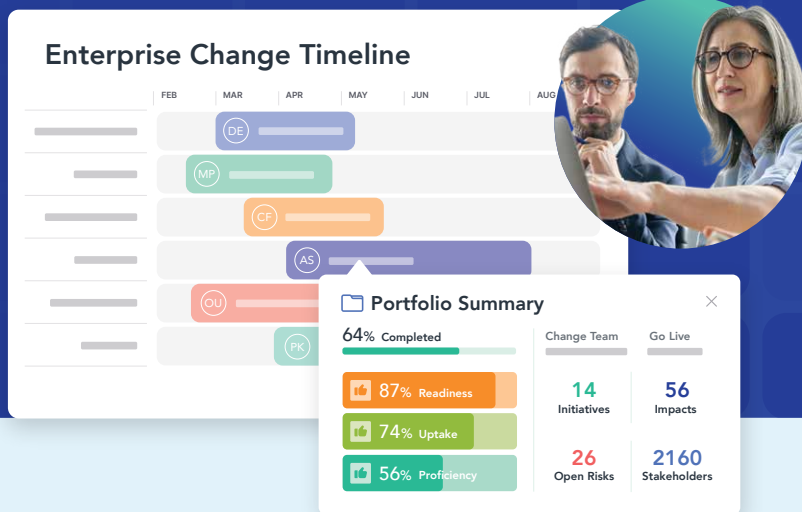 Enterprise Change Timeline
FEB MAR APR MAY JUN JUL AUG
DE
MP
CF
AS
OU
PK
Portfolio Summary
64% Completed
87% Readiness
74% Uptake
56% Proficiency
Change Team Go Live
14 56
Initiatives Impacts
26 2160
Open Risks Stakeholders